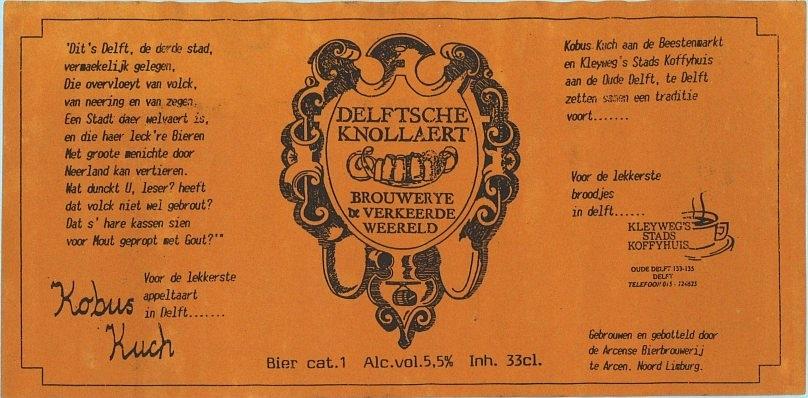 'Dit's Delft, de derde stad,
vermaekelijk gelegen,
Die overvloeyt van volck,
van neering en van zegen.
Een Stadt daer welvaert is,
en die haer leck're Bieren
Met groote menichte door
Neerland kan vertieren.
Wat dunckt U, leser? heeft
dat volck niet wel gebrout?
Dat s' hare kassen sien
voor Mout gepropt met Gout?'"
Voor de lekkerste
appeltaart
in Delft.......
Kobus
Kuch
DELFTSCHE
KNOLLAERT
BROUWERYE
DE VERKEERDE
WEERELD
Bier cat.1 Alc.vol.5,5% Inh. 33cl.
Kobus Kuch aan de Beestenmarkt
en Kleyweg's Stads Koffyhuis
aan de Oude Delft, te Delft
zetten samen een traditie
voort.......
Voor de lekkerste
broodjes
in delft......
KLEYWEG'S
STADS
KOFFYHUIS
OUDE DELFT 133-135
DELFT
TELEFOON 015 - 124625
Gebrouwen en gebotteld door
de Arcense Bierbrouwerij
te Arcen. Noord Limburg.